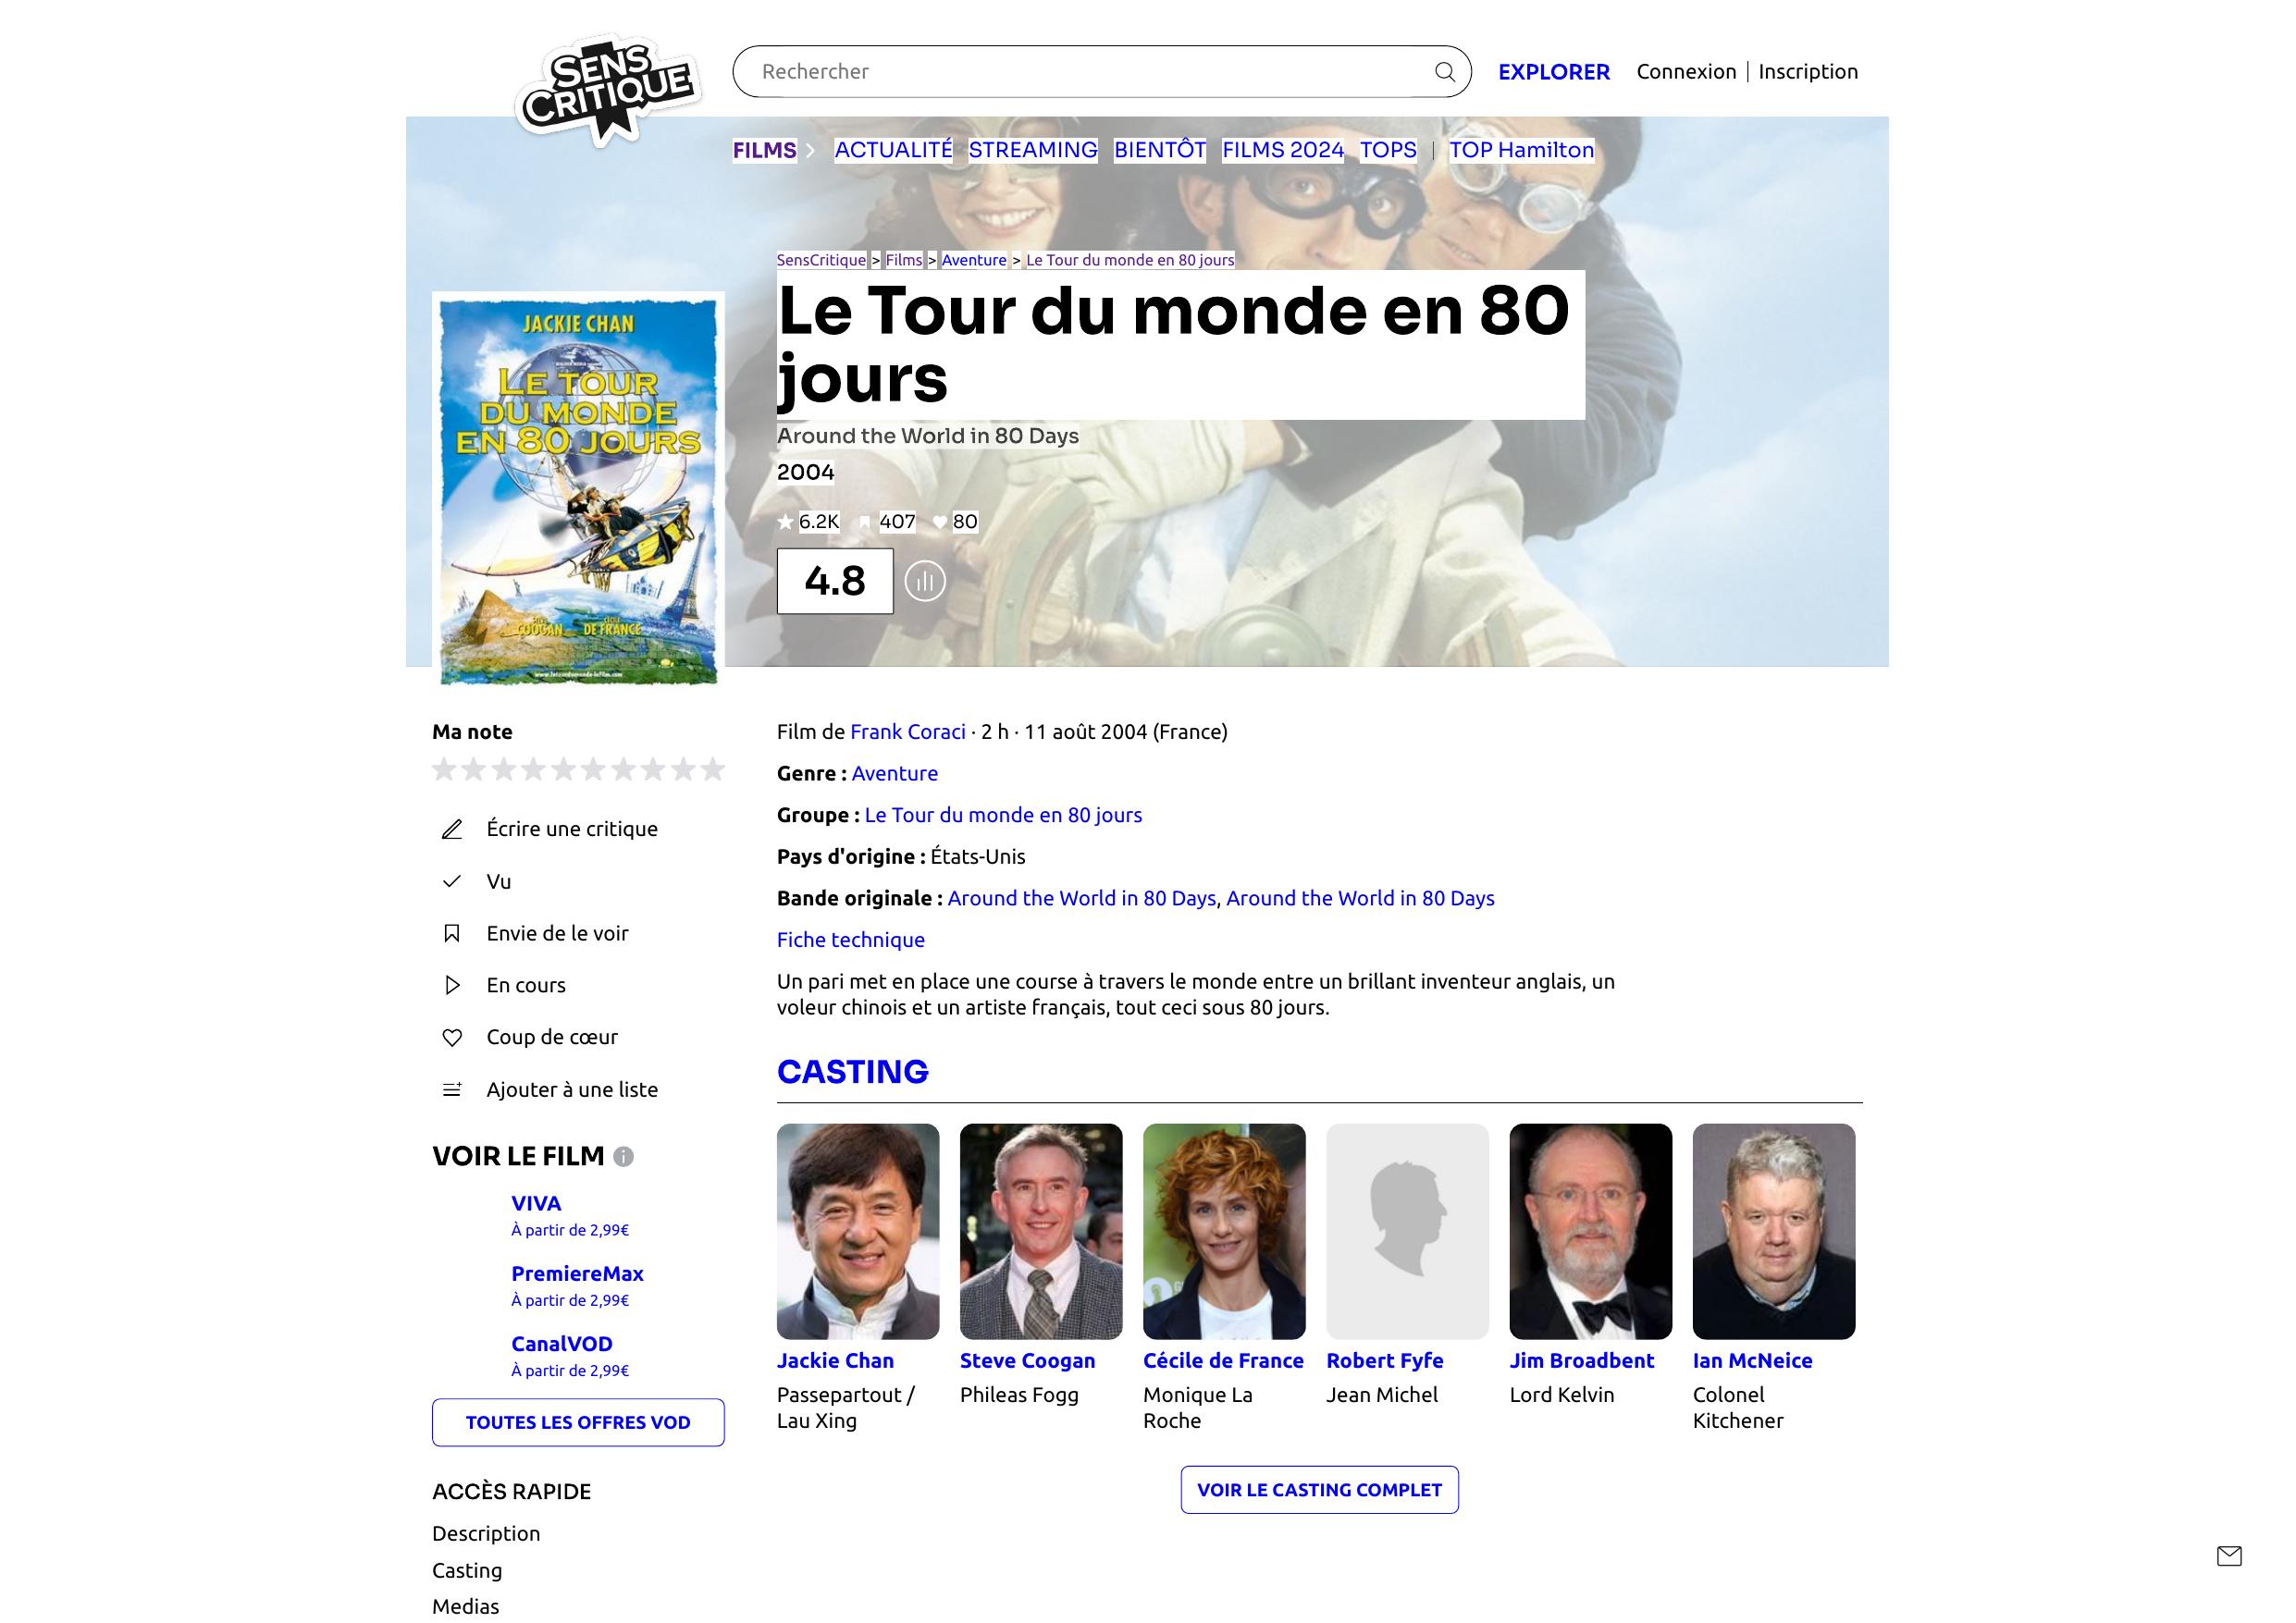 SENS
CRITIQUE
Rechercher
EXPLORER
Connexion | Inscription
FILMS
ACTUALITÉ STREAMING BIENTÔT FILMS 2024 TOPS | TOP Hamilton
SensCritique > Films > Aventure > Le Tour du monde en 80 jours
Le Tour du monde en 80
jours
Around the World in 80 Days
2004
6.2K 407 80
4.8
JACKIE CHAN
LE TOUR
DU MONDE
EN 80 JOURS
COOGAN DE FRANCE
Ma note
Écrire une critique
Vu
Envie de le voir
En cours
Coup de cœur
Ajouter à une liste
VOIR LE FILM
VIVA
À partir de 2,99€
PremiereMax
À partir de 2,99€
CanalVOD
À partir de 2,99€
TOUTES LES OFFRES VOD
ACCÈS RAPIDE
Description
Casting
Medias
Film de Frank Coraci · 2 h · 11 août 2004 (France)
Genre : Aventure
Groupe : Le Tour du monde en 80 jours
Pays d'origine : États-Unis
Bande originale : Around the World in 80 Days, Around the World in 80 Days
Fiche technique
Un pari met en place une course à travers le monde entre un brillant inventeur anglais, un
voleur chinois et un artiste français, tout ceci sous 80 jours.
CASTING
Jackie Chan
Passepartout /
Lau Xing
Steve Coogan
Phileas Fogg
Cécile de France
Monique La
Roche
Robert Fyfe
Jean Michel
Jim Broadbent
Lord Kelvin
Ian McNeice
Colonel
Kitchener
VOIR LE CASTING COMPLET